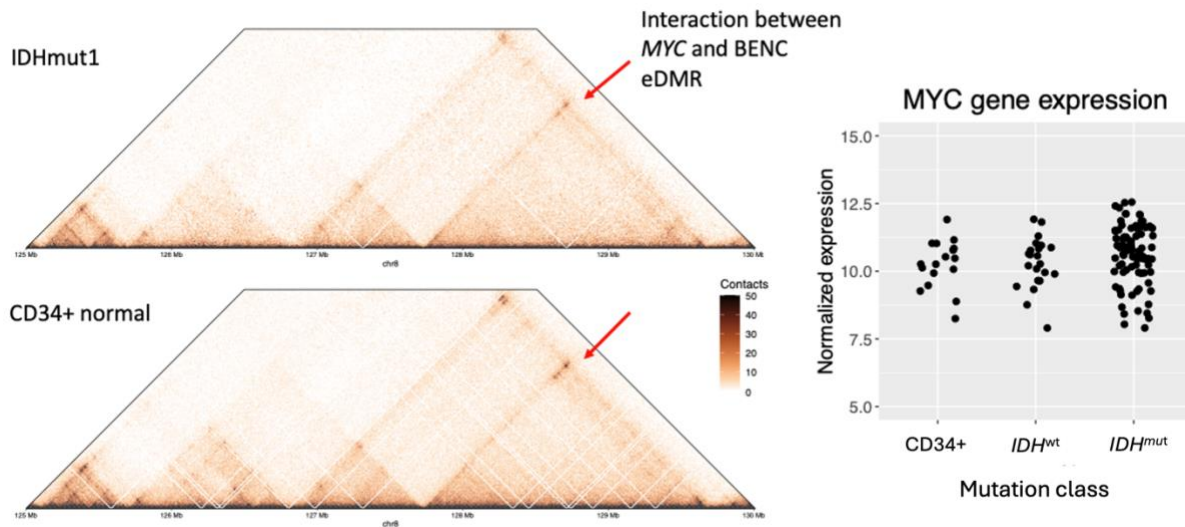 IDHmut1
Interaction between
MYC and BENC
eDMR
125 Mb 126 Mb 127 Mb 128 Mb 129 Mb 130 Mb
chr8
CD34+ normal
Contacts
50
40
30
20
10
0
125 Mb 126 Mb 127 Mb 128 Mb 129 Mb 130 Mb
chr8
MYC gene expression
Normalized expression
15.0
12.5
10.0
7.5
5.0
CD34+ IDHwt IDHmut
Mutation class